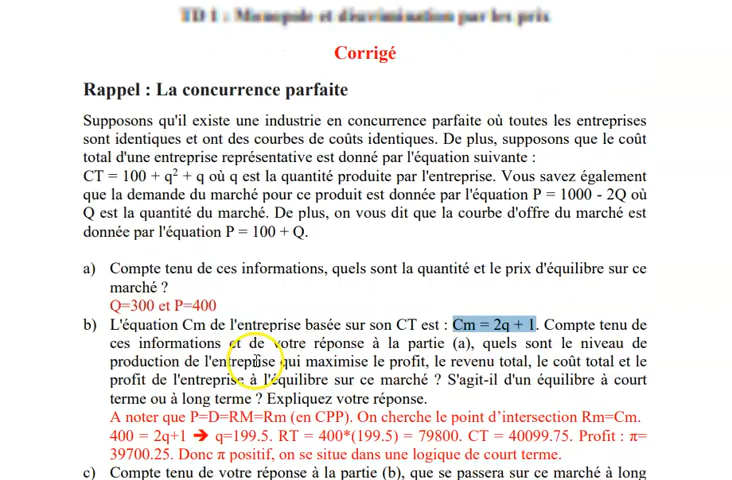 TD 1 : Monopole et discrimination par les prix
Corrigé
Rappel : La concurrence parfaite
Supposons qu'il existe une industrie en concurrence parfaite où toutes les entreprises
sont identiques et ont des courbes de coûts identiques. De plus, supposons que le coût
total d'une entreprise représentative est donné par l'équation suivante :
CT = 100 + q² + q où q est la quantité produite par l'entreprise. Vous savez également
que la demande du marché pour ce produit est donnée par l'équation P = 1000 - 2Q où
Q est la quantité du marché. De plus, on vous dit que la courbe d'offre du marché est
donnée par l'équation P = 100 + Q.
a) Compte tenu de ces informations, quels sont la quantité et le prix d'équilibre sur ce
marché ?
Q=300 et P=400
b) L'équation Cm de l'entreprise basée sur son CT est : Cm = 2q + 1. Compte tenu de
ces informations et de votre réponse à la partie (a), quels sont le niveau de
production de l'entreprise qui maximise le profit, le revenu total, le coût total et le
profit de l'entreprise à l'équilibre sur ce marché ? S'agit-il d'un équilibre à court
terme ou à long terme ? Expliquez votre réponse.
A noter que P=D=RM=Rm (en CPP). On cherche le point d'intersection Rm=Cm.
400 = 2q+1 ➔ q=199.5. RT = 400*(199.5) = 79800. CT = 40099.75. Profit : π=
39700.25. Donc π positif, on se situe dans une logique de court terme.
c) Compte tenu de votre réponse à la partie (b), que se passera sur ce marché à long